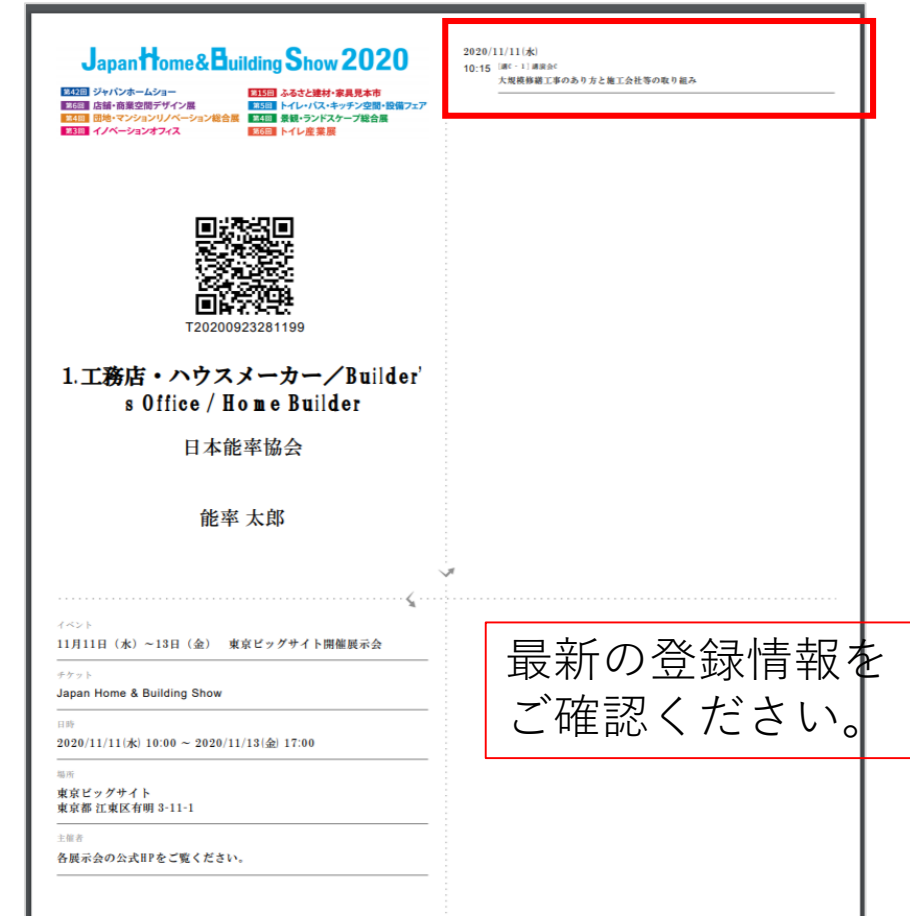 Japan Home & Building Show 2020
第42回 ジャパンホームショー
第6回 店舗・商業空間デザイン展
第4回 団地・マンションリノベーション総合展
第3回 イノベーションオフィス
第15回 ふるさと建材・家具見本市
第5回 トイレ・バス・キッチン空間・設備フェア
第4回 景観・ランドスケープ総合展
第6回 トイレ産業展
T20200923281199
1.工務店・ハウスメーカー／Builder'
s Office / Home Builder
日本能率協会
能率 太郎
2020/11/11(水)
10:15 [講C-1] 講演会C
大規模修繕工事のあり方と施工会社等の取り組み
イベント
11月11日（水）~13日（金） 東京ビッグサイト開催展示会
チケット
Japan Home & Building Show
日時
2020/11/11(水) 10:00 ~ 2020/11/13(金) 17:00
場所
東京ビッグサイト
東京都 江東区有明 3-11-1
主催者
各展示会の公式HPをご覧ください。
最新の登録情報を
ご確認ください。